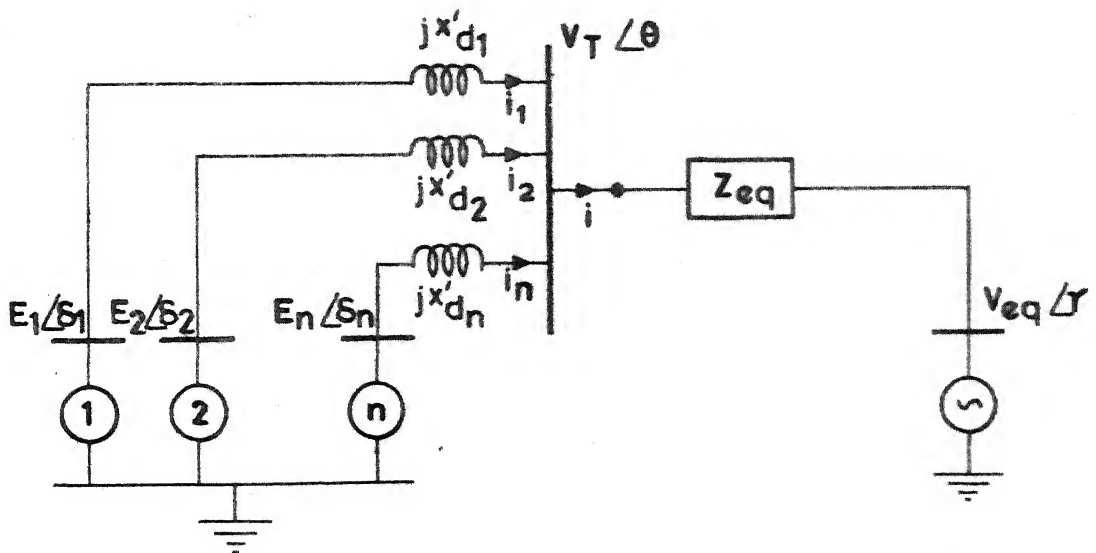 jx'd1
VT∠θ
i1
jx'd2
i2
Zeq
i
jx'dn
in
E1∠δ1
E2∠δ2
En∠δn
Veq∠γ
1
2
n